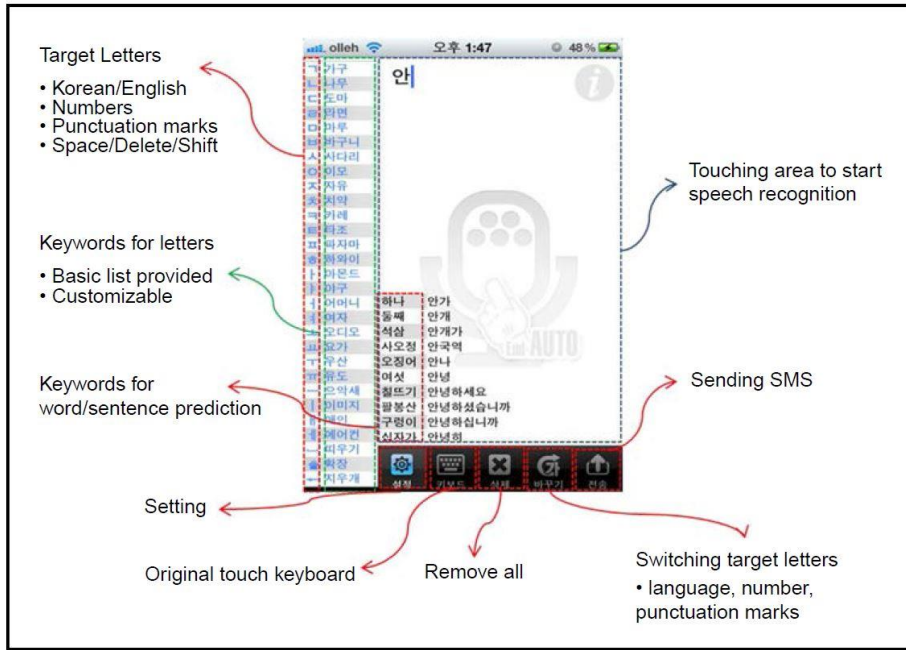 Target Letters
• Korean/English
• Numbers
• Punctuation marks
• Space/Delete/Shift
Keywords for letters
• Basic list provided
• Customizable
Keywords for
word/sentence prediction
Setting
Original touch keyboard
Remove all
olleh 오후 1:47 48 %
ㄱ 가구
ㄴ 나무
ㄷ 도마
ㄹ 라면
ㅁ 마루
ㅂ 바구니
ㅅ 사다리
ㅇ 이모
ㅈ 자유
ㅊ 치약
ㅋ 카레
ㅌ 타조
ㅍ 파자마
ㅎ 하와이
ㅏ 아몬드
ㅑ 야구
ㅓ 어머니
ㅕ 여자
ㅗ 오디오
ㅛ 요가
ㅜ 우산
ㅠ 유도
ㅡ 으악새
ㅣ 이미지
ㅔ 에어컨
띄우기
확장
지우개
안
하나 안가
둘째 안개
석삼 안개가
사오정 안국역
오징어 안나
여섯 안녕
칠뜨기 안녕하세요
팔봉산 안녕하셨습니까
구렁이 안녕하십니까
십자가 안녕히
AUTO
설정 키보드 삭제 바꾸기 전송
Touching area to start
speech recognition
Sending SMS
Switching target letters
• language, number,
punctuation marks